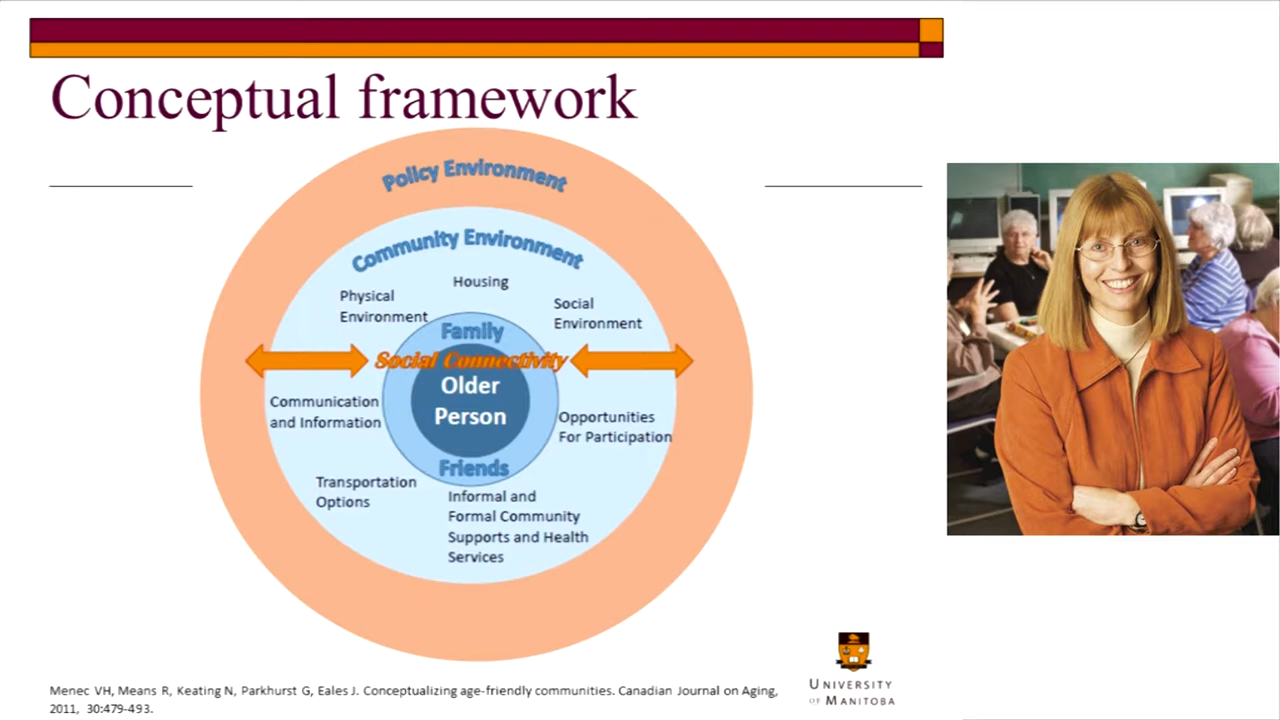 Conceptual framework
Policy Environment
Community Environment
Housing
Physical
Environment
Social
Environment
Family
Social Connectivity
Older
Person
Communication
and Information
Opportunities
For Participation
Friends
Transportation
Options
Informal and
Formal Community
Supports and Health
Services
UNIVERSITY
OF MANITOBA
Menec VH, Means R, Keating N, Parkhurst G, Eales J. Conceptualizing age-friendly communities. Canadian Journal on Aging,
2011, 30:479-493.